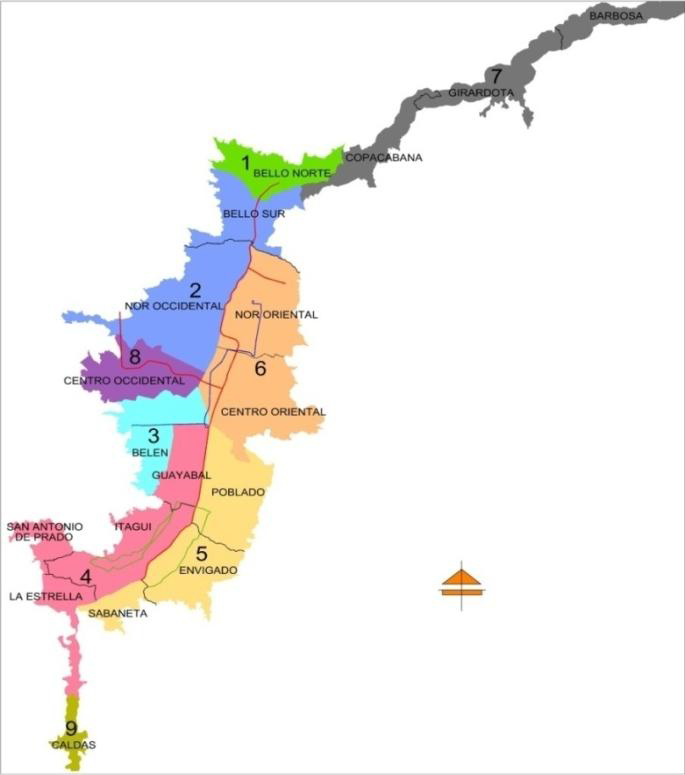 BARBOSA
7
GIRARDOTA
COPACABANA
1
BELLO NORTE
BELLO SUR
2
NOR OCCIDENTAL
NOR ORIENTAL
8
6
CENTRO OCCIDENTAL
CENTRO ORIENTAL
3
BELEN
GUAYABAL
POBLADO
SAN ANTONIO
DE PRADO
ITAGUI
5
ENVIGADO
4
LA ESTRELLA
SABANETA
9
CALDAS